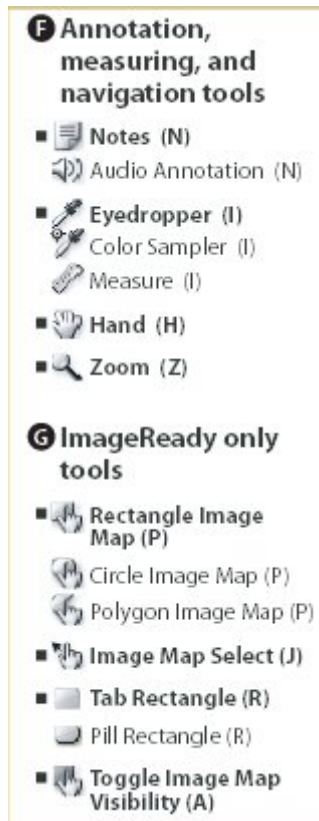 F Annotation,
measuring, and
navigation tools
Notes (N)
Audio Annotation (N)
Eyedropper (I)
Color Sampler (I)
Measure (I)
Hand (H)
Zoom (Z)
G ImageReady only
tools
Rectangle Image
Map (P)
Circle Image Map (P)
Polygon Image Map (P)
Image Map Select (J)
Tab Rectangle (R)
Pill Rectangle (R)
Toggle Image Map
Visibility (A)